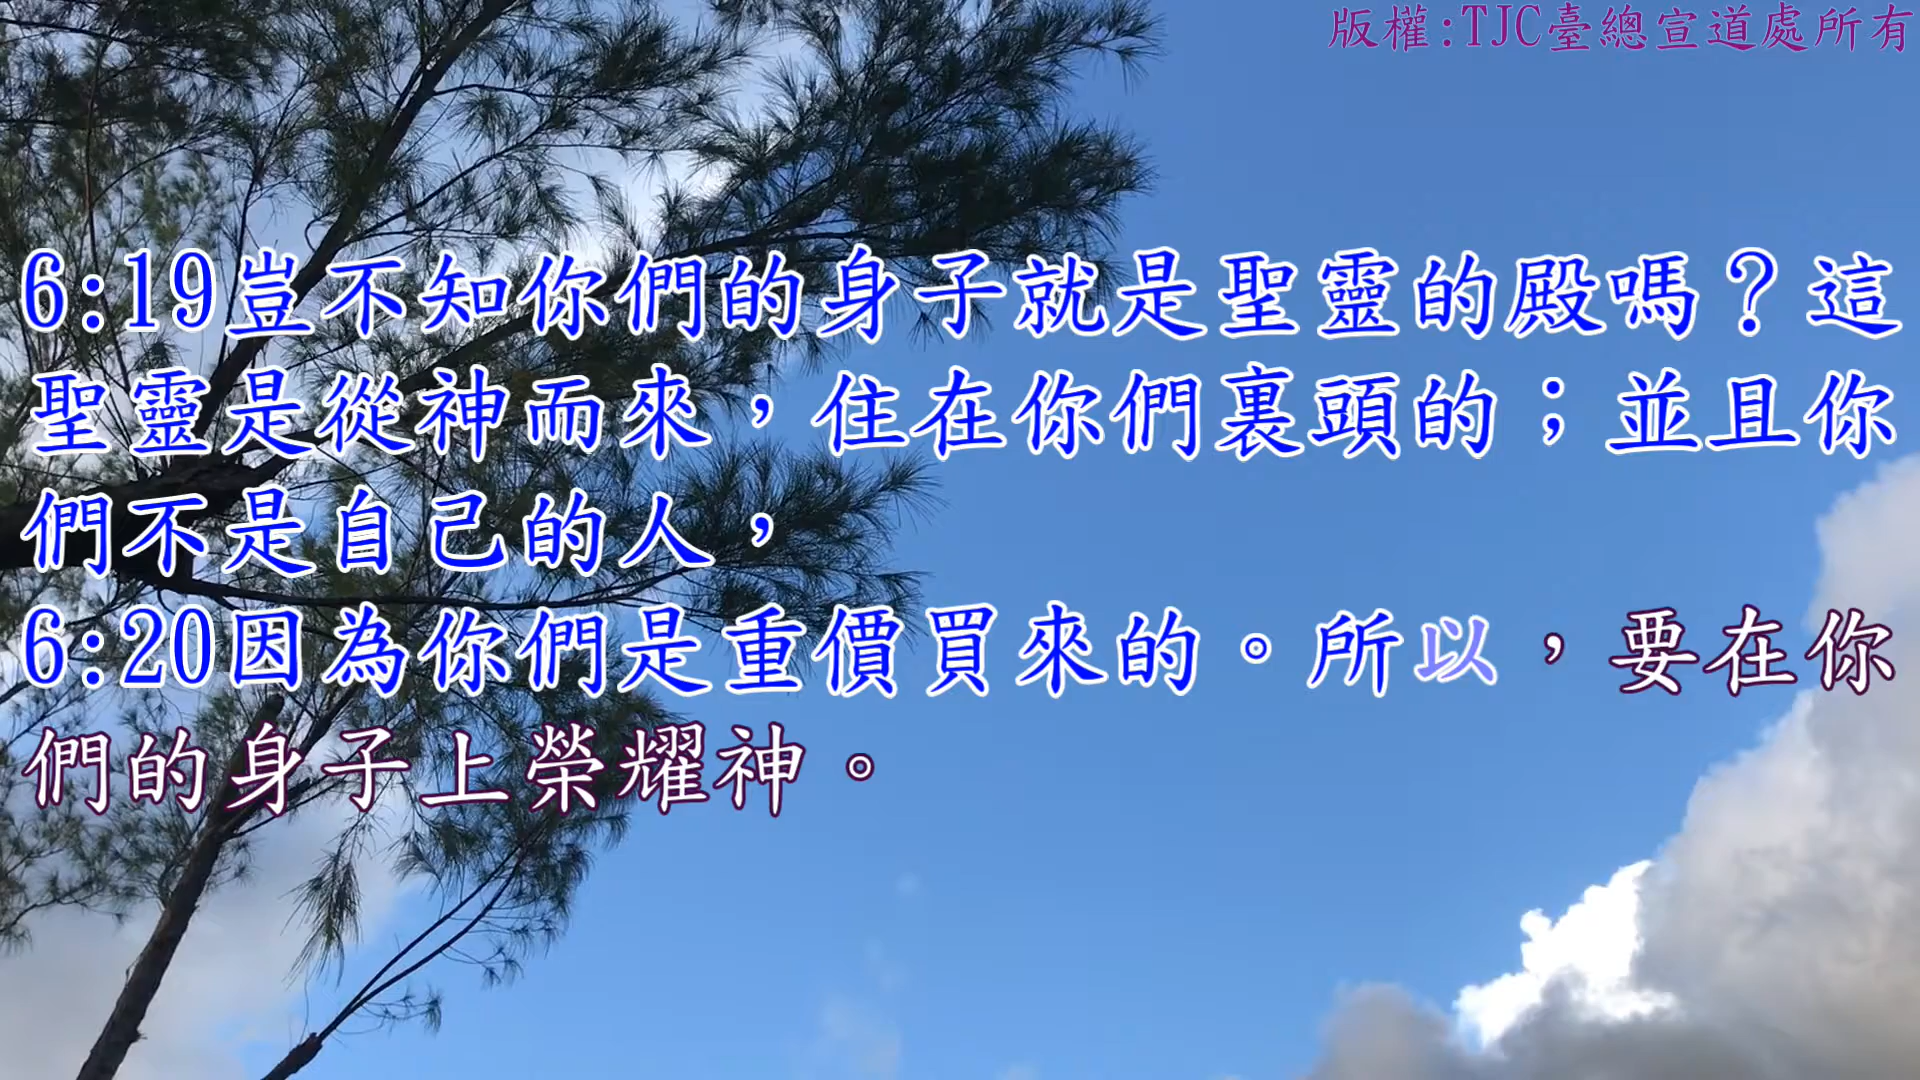 版權:TJC臺總宣道處所有
6:19豈不知你們的身子就是聖靈的殿嗎？這
聖靈是從神而來，住在你們裏頭的；並且你
們不是自己的人，
6:20因為你們是重價買來的。所以，要在你
們的身子上榮耀神。